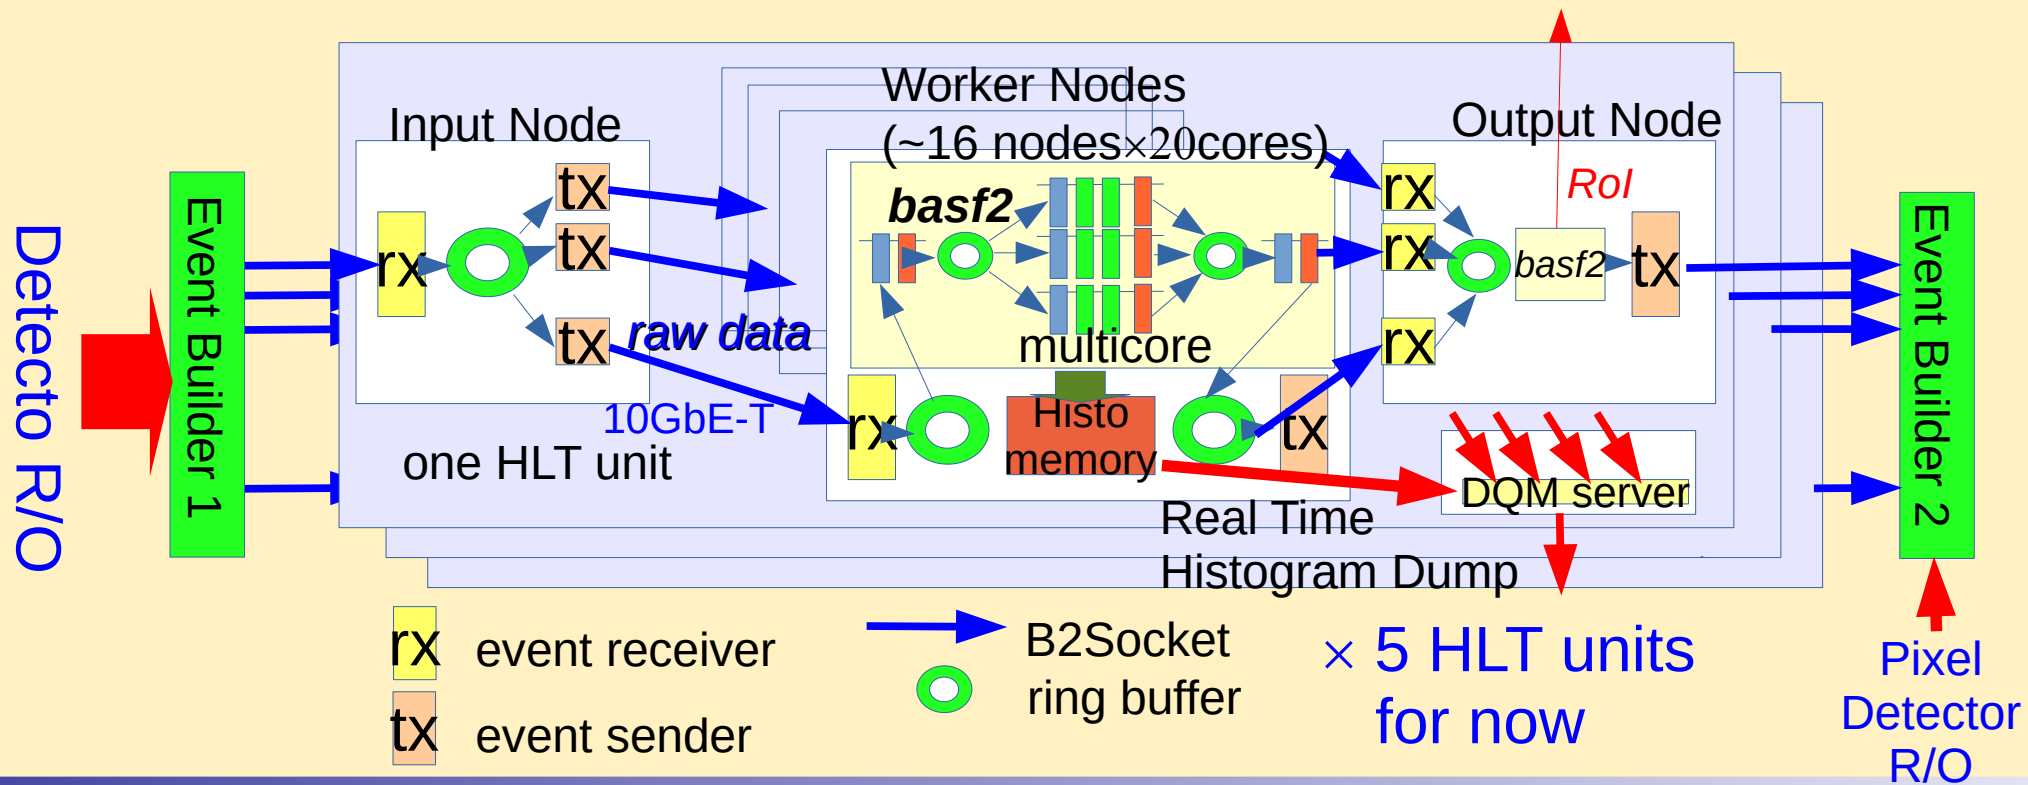 Detecto R/O
Event Builder 1
Input Node
rx
tx
tx
tx
raw data
10GbE-T
one HLT unit
Worker Nodes
(~16 nodes×20cores)
basf2
multicore
rx
Histo
memory
tx
Output Node
RoI
rx
rx
rx
basf2
tx
DQM server
Real Time
Histogram Dump
Event Builder 2
Pixel
Detector
R/O
rx event receiver
tx event sender
B2Socket
ring buffer
× 5 HLT units
for now